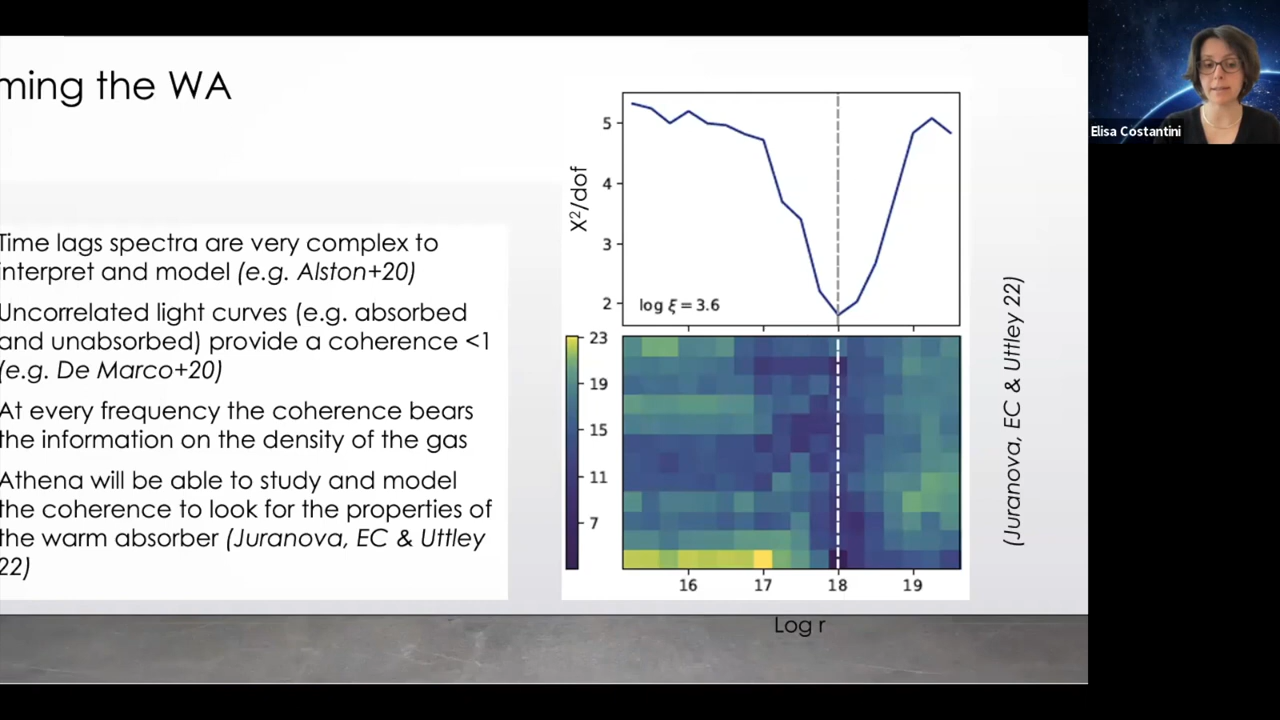 ming the WA
Time lags spectra are very complex to
interpret and model (e.g. Alston+20)
Uncorrelated light curves (e.g. absorbed
and unabsorbed) provide a coherence <1
(e.g. De Marco+20)
At every frequency the coherence bears
the information on the density of the gas
Athena will be able to study and model
the coherence to look for the properties of
the warm absorber (Juranova, EC & Uttley
22)
X²/dof
5
4
3
2
log ξ = 3.6
23
19
15
11
7
16 17 18 19
Log r
(Juranova, EC & Uttley 22)
Elisa Costantini